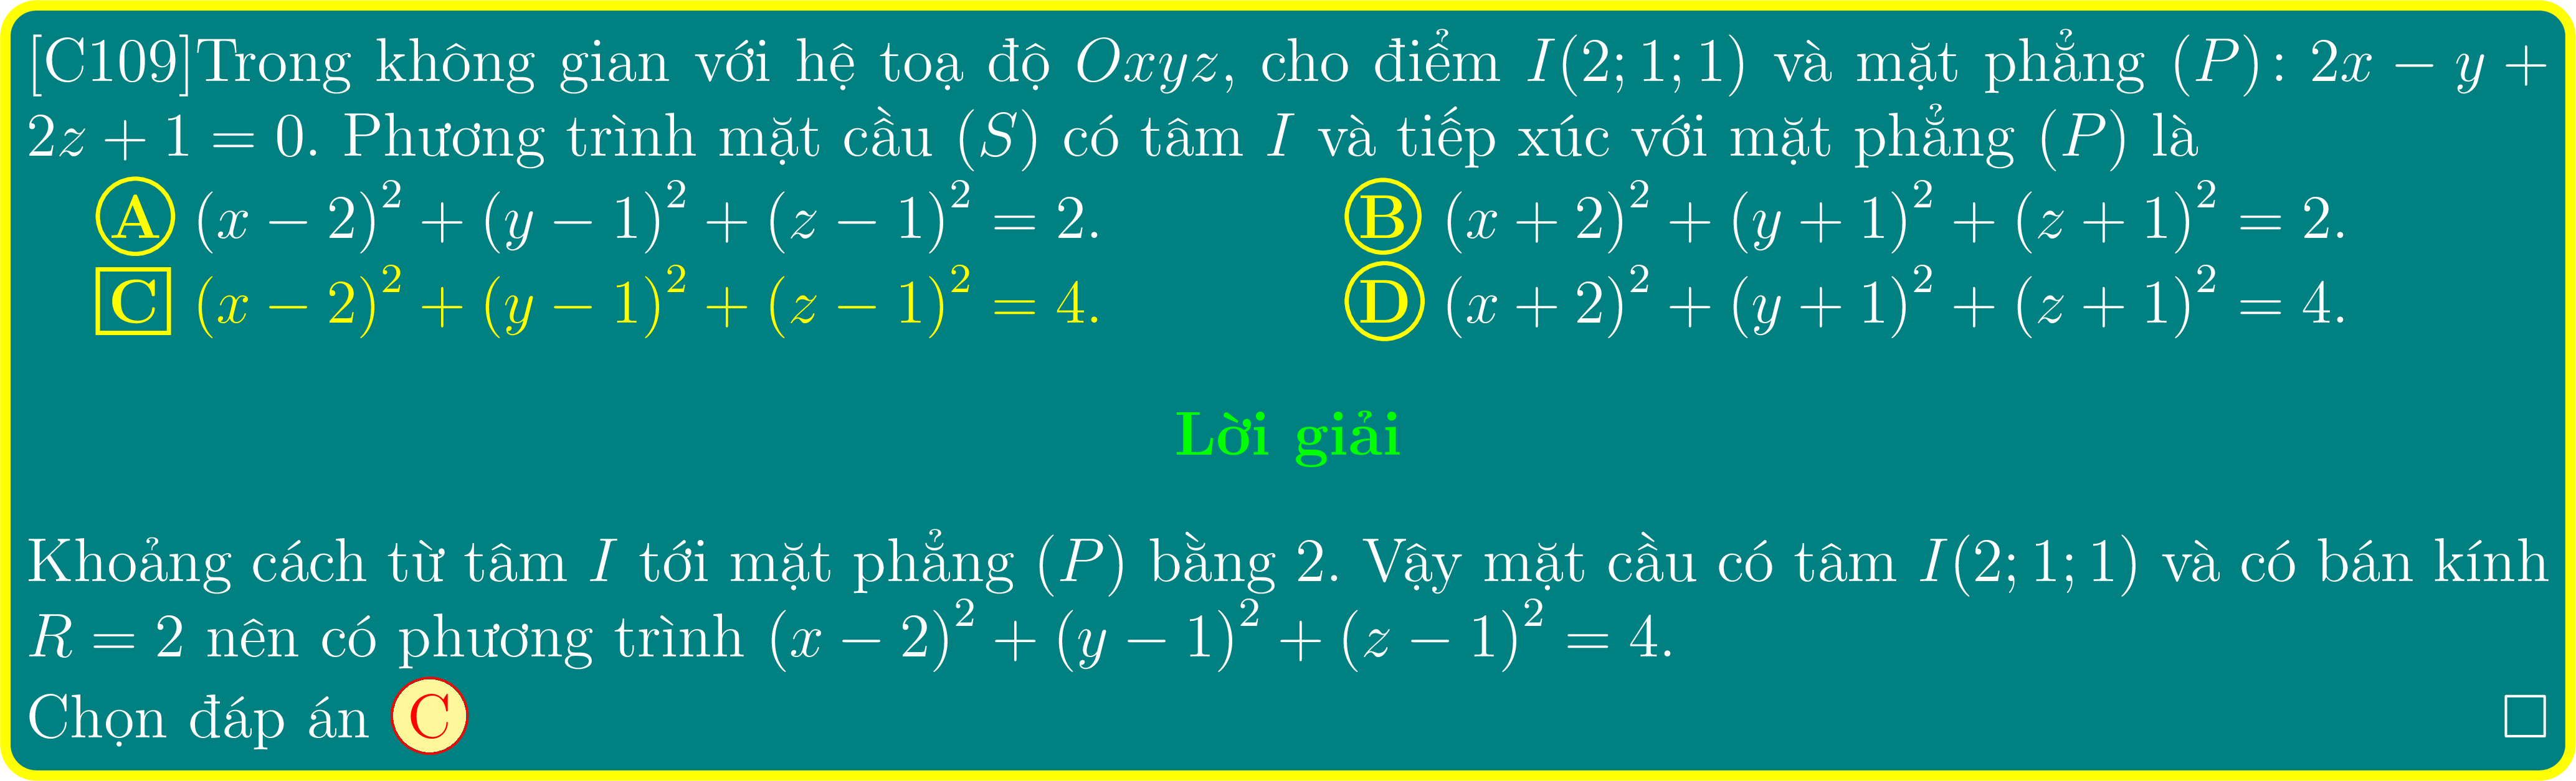 [C109]Trong không gian với hệ toạ độ Oxyz, cho điểm I(2; 1; 1) và mặt phẳng (P): 2x − y +
2z + 1 = 0. Phương trình mặt cầu (S) có tâm I và tiếp xúc với mặt phẳng (P) là
A (x − 2)² + (y − 1)² + (z − 1)² = 2. B (x + 2)² + (y + 1)² + (z + 1)² = 2.
C (x − 2)² + (y − 1)² + (z − 1)² = 4. D (x + 2)² + (y + 1)² + (z + 1)² = 4.
Lời giải
Khoảng cách từ tâm I tới mặt phẳng (P) bằng 2. Vậy mặt cầu có tâm I(2; 1; 1) và có bán kính
R = 2 nên có phương trình (x − 2)² + (y − 1)² + (z − 1)² = 4.
Chọn đáp án C □